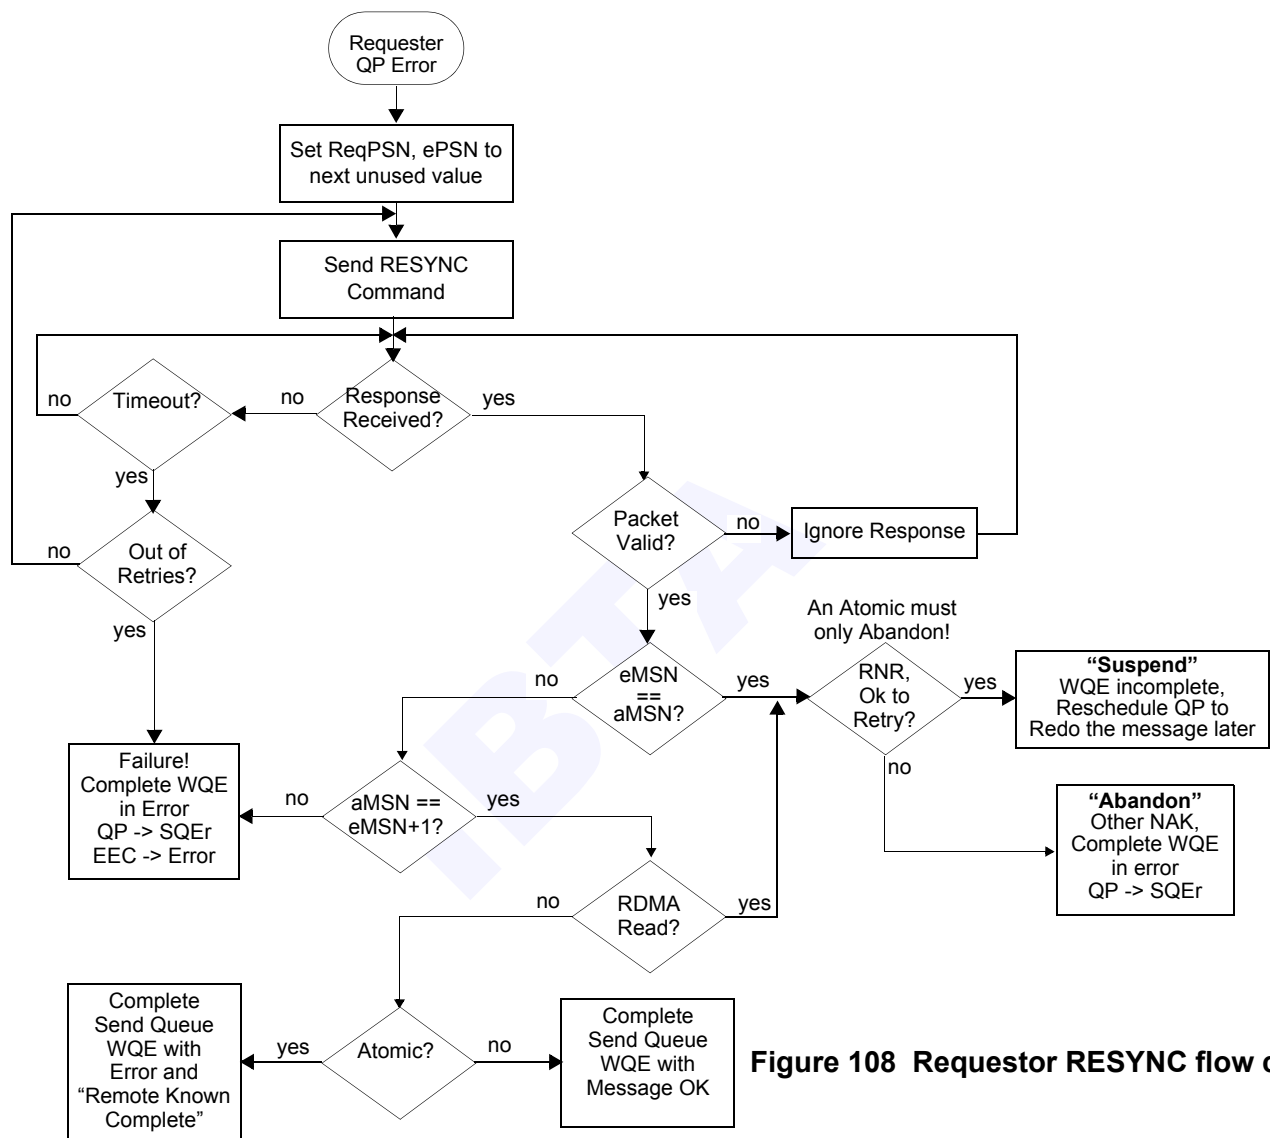 Requester
QP Error
Set ReqPSN, ePSN to
next unused value
Send RESYNC
Command
Response
Received?
no
yes
Timeout?
no
yes
Out of
Retries?
no
yes
Packet
Valid?
no
yes
Ignore Response
eMSN
==
aMSN?
no
yes
An Atomic must
only Abandon!
RNR,
Ok to
Retry?
yes
no
“Suspend”
WQE incomplete,
Reschedule QP to
Redo the message later
“Abandon”
Other NAK,
Complete WQE
in error
QP -> SQEr
aMSN ==
eMSN+1?
no
yes
Failure!
Complete WQE
in Error
QP -> SQEr
EEC -> Error
RDMA
Read?
no
yes
Atomic?
yes
no
Complete
Send Queue
WQE with
Error and
“Remote Known
Complete”
Complete
Send Queue
WQE with
Message OK
Figure 108 Requestor RESYNC flow
IBTA